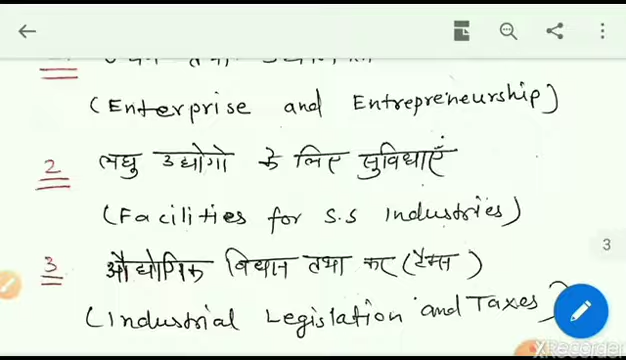 (Enterprise and Entrepreneurship)
2 लघु उद्योगो के लिए सुविधाएँ
(Facilities for S.S Industries)
3 औद्योगिक विधान तथा कर (टैक्स)
(Industrial Legislation and Taxes)
3
XRecorder